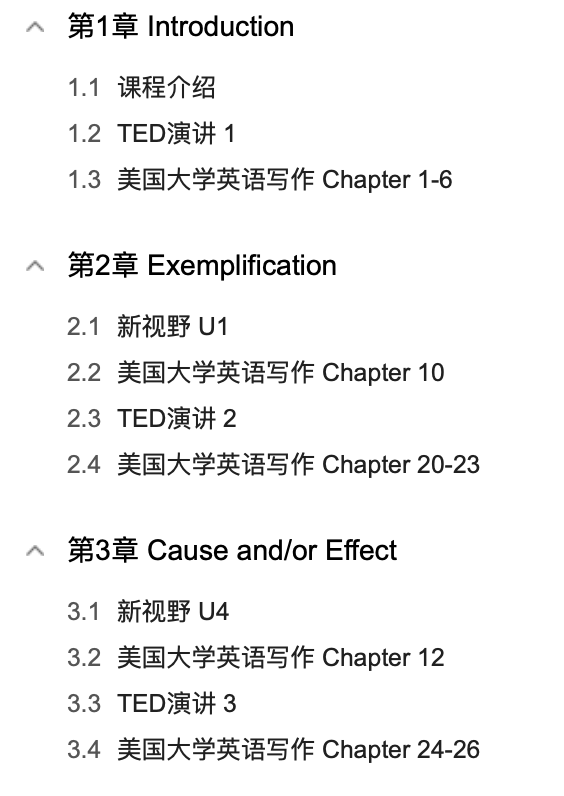 第1章 Introduction
1.1 课程介绍
1.2 TED演讲 1
1.3 美国大学英语写作 Chapter 1-6
第2章 Exemplification
2.1 新视野 U1
2.2 美国大学英语写作 Chapter 10
2.3 TED演讲 2
2.4 美国大学英语写作 Chapter 20-23
第3章 Cause and/or Effect
3.1 新视野 U4
3.2 美国大学英语写作 Chapter 12
3.3 TED演讲 3
3.4 美国大学英语写作 Chapter 24-26